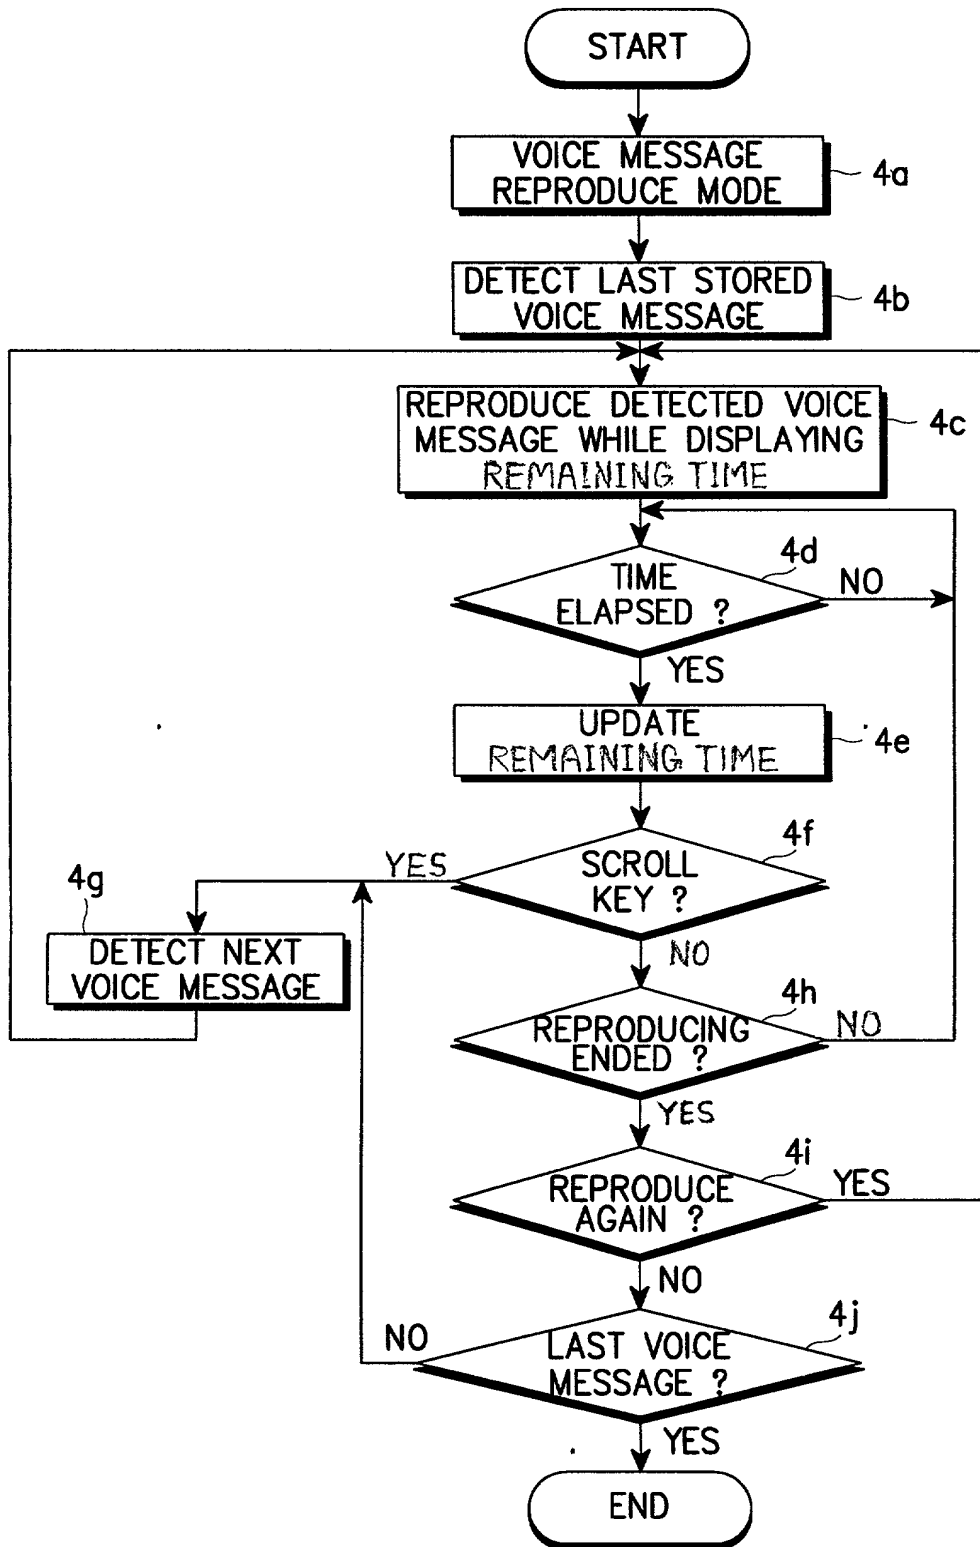 START
VOICE MESSAGE
REPRODUCE MODE
4a
DETECT LAST STORED
VOICE MESSAGE
4b
REPRODUCE DETECTED VOICE
MESSAGE WHILE DISPLAYING
REMAINING TIME
4c
4d
TIME
ELAPSED ?
NO
YES
UPDATE
REMAINING TIME
4e
4f
SCROLL
KEY ?
YES
4g
DETECT NEXT
VOICE MESSAGE
NO
4h
REPRODUCING
ENDED ?
NO
YES
4i
REPRODUCE
AGAIN ?
YES
NO
4j
LAST VOICE
MESSAGE ?
NO
YES
END